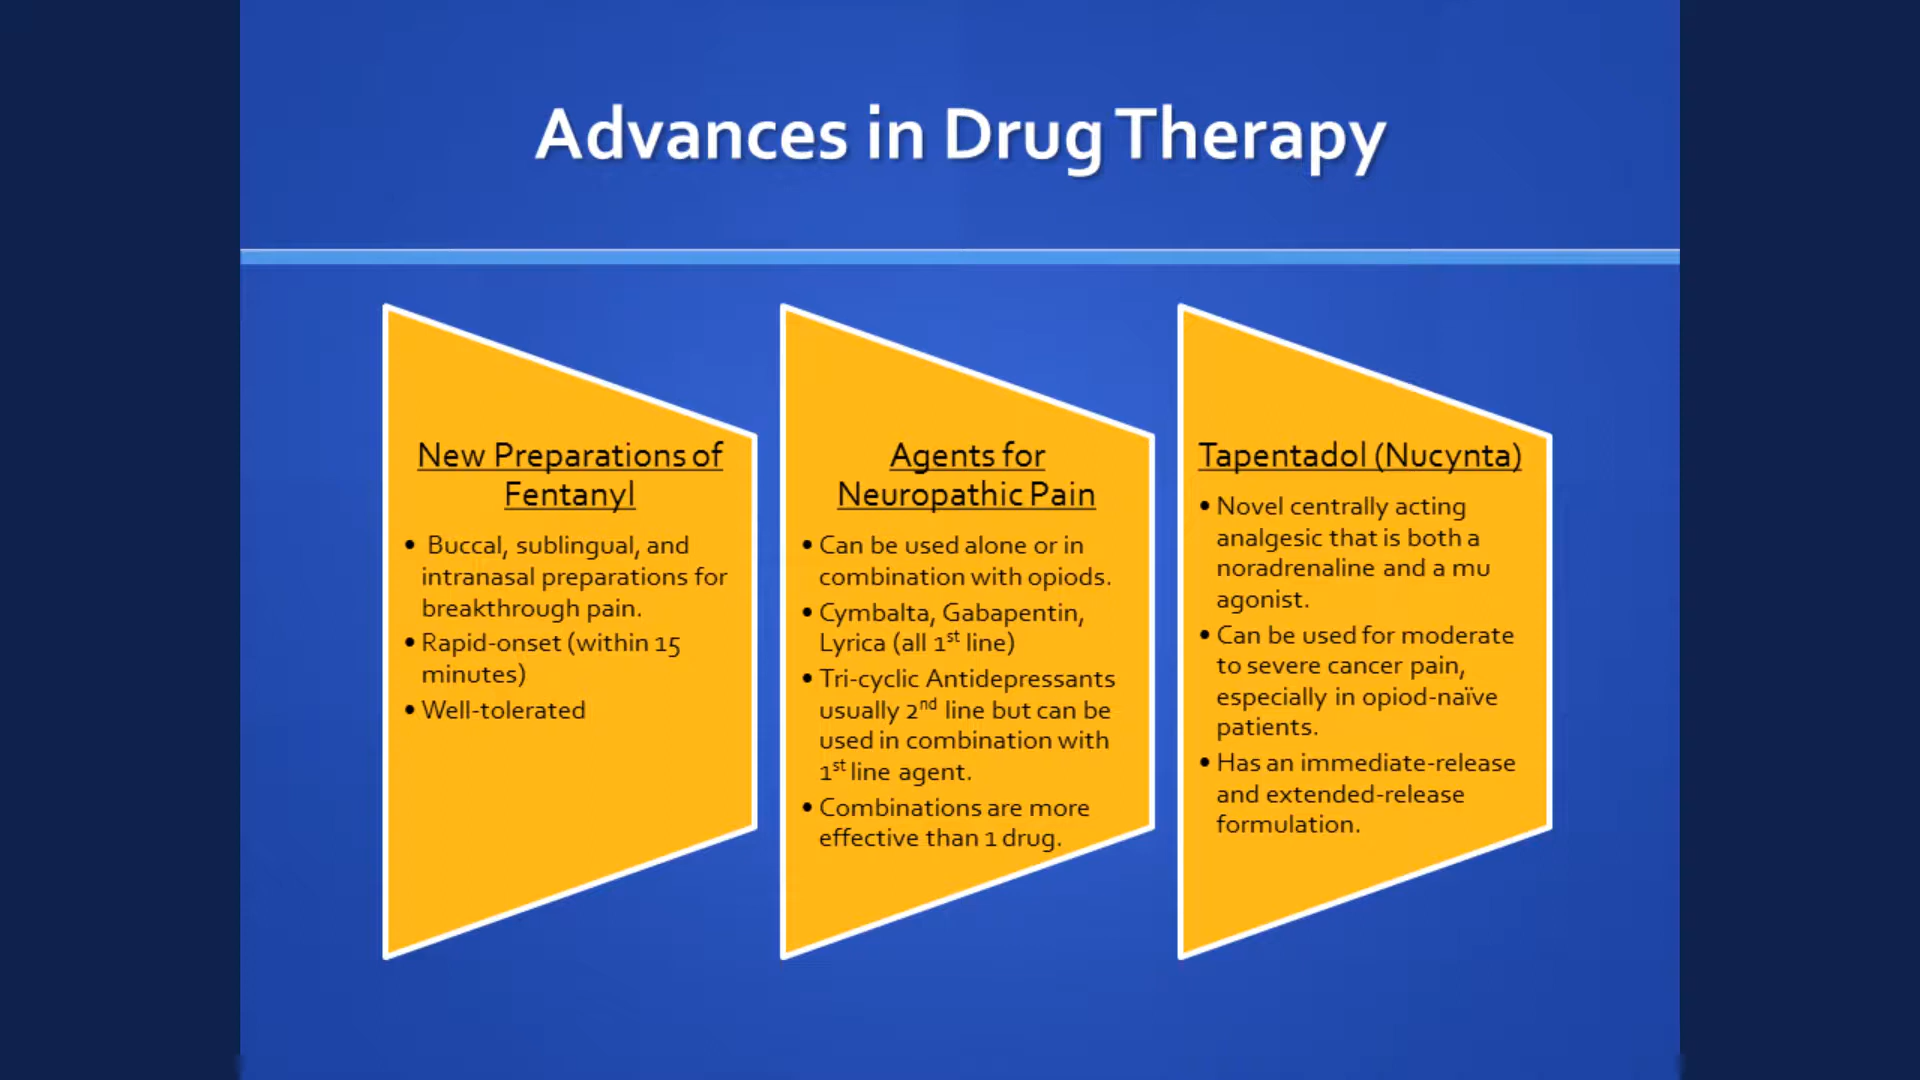 Advances in Drug Therapy
New Preparations of
Fentanyl
• Buccal, sublingual, and
intranasal preparations for
breakthrough pain.
• Rapid-onset (within 15
minutes)
• Well-tolerated
Agents for
Neuropathic Pain
• Can be used alone or in
combination with opiods.
• Cymbalta, Gabapentin,
Lyrica (all 1st line)
• Tri-cyclic Antidepressants
usually 2nd line but can be
used in combination with
1st line agent.
• Combinations are more
effective than 1 drug.
Tapentadol (Nucynta)
• Novel centrally acting
analgesic that is both a
noradrenaline and a mu
agonist.
• Can be used for moderate
to severe cancer pain,
especially in opiod-naïve
patients.
• Has an immediate-release
and extended-release
formulation.